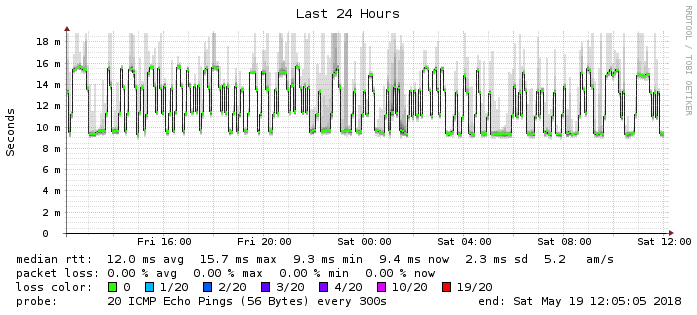 Last 24 Hours
RRDTOOL / TOBI OETIKER
Seconds
18 m
16 m
14 m
12 m
10 m
8 m
6 m
4 m
2 m
0
Fri 16:00 Fri 20:00 Sat 00:00 Sat 04:00 Sat 08:00 Sat 12:00
median rtt: 12.0 ms avg 15.7 ms max 9.3 ms min 9.4 ms now 2.3 ms sd 5.2 am/s
packet loss: 0.00 % avg 0.00 % max 0.00 % min 0.00 % now
loss color: 0 1/20 2/20 3/20 4/20 10/20 19/20
probe: 20 ICMP Echo Pings (56 Bytes) every 300s end: Sat May 19 12:05:05 2018